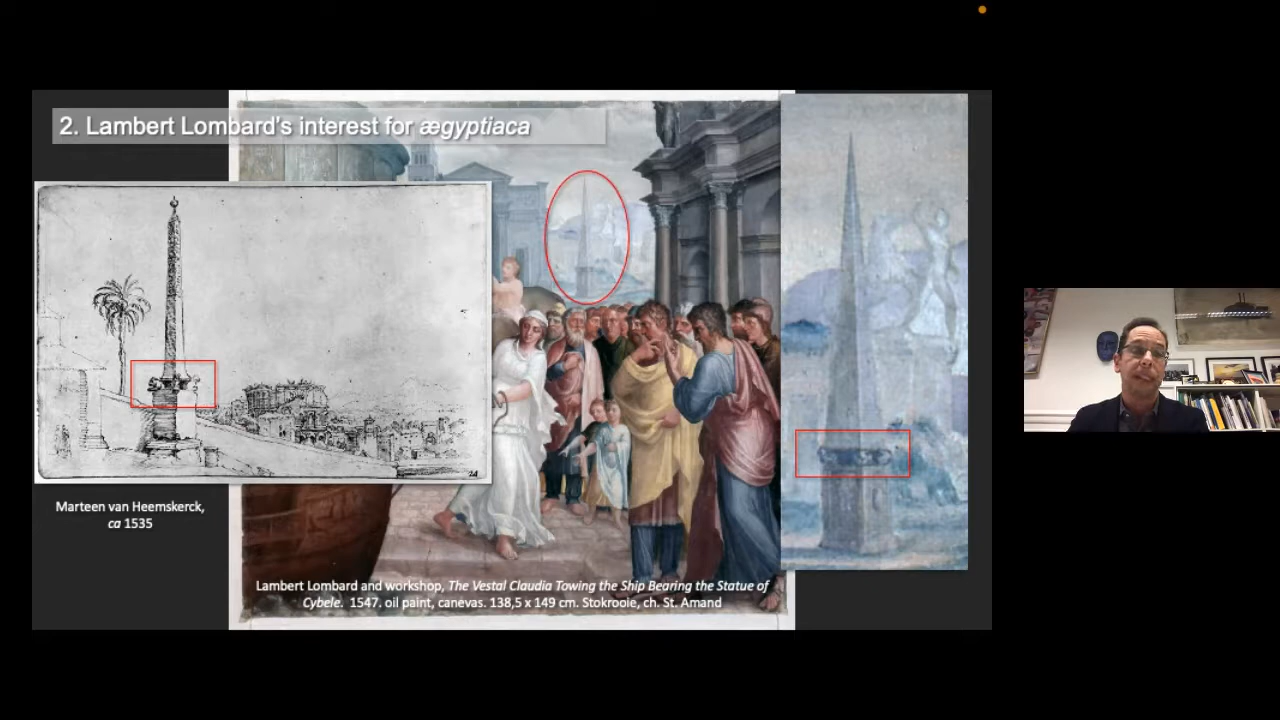 2. Lambert Lombard's interest for ægyptiaca
24
Marteen van Heemskerck,
ca 1535
Lambert Lombard and workshop, The Vestal Claudia Towing the Ship Bearing the Statue of
Cybele. 1547. oil paint, canevas. 138,5 x 149 cm. Stokrooie, ch. St. Amand